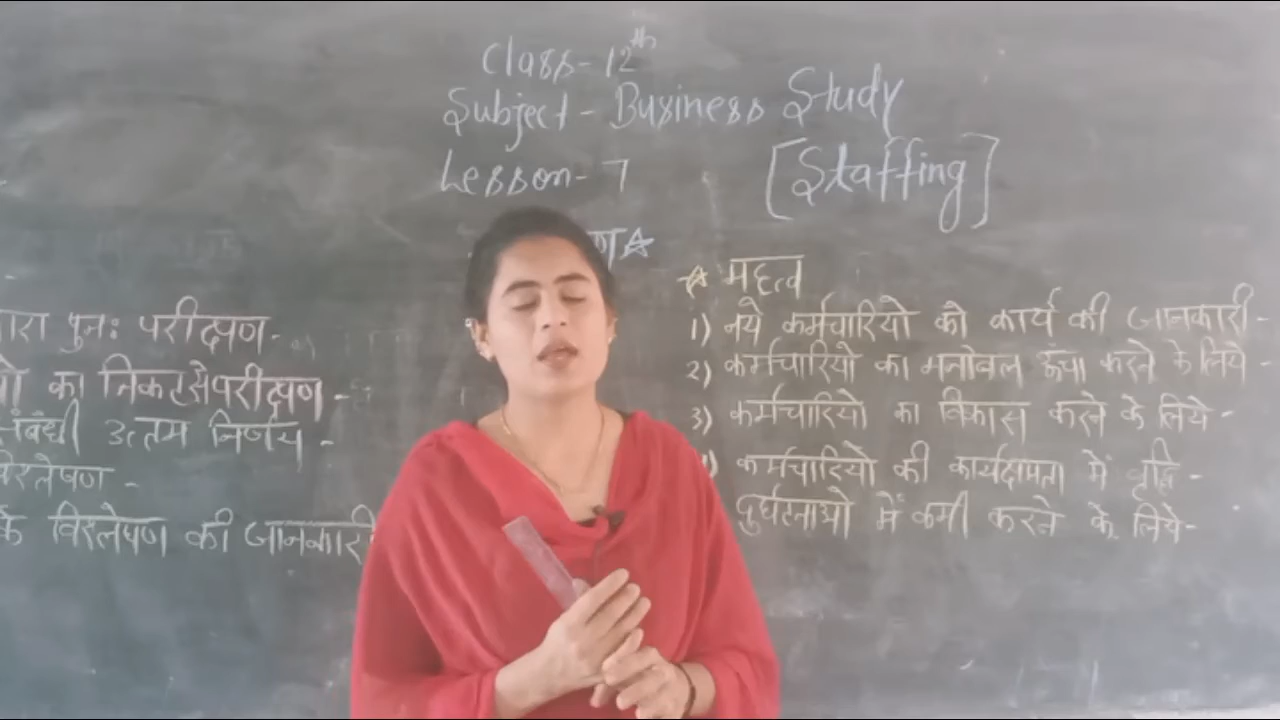 Class-12th
Subject - Business Study
Lesson-7 [Staffing]
पुनः परीक्षण-
का निकट से परीक्षण -
संबंधी उत्तम निर्णय -
विश्लेषण -
के विश्लेषण की जानकारी
* महत्व
1) नये कर्मचारियो को कार्य की जानकारी -
2) कर्मचारियो का मनोबल ऊँचा करने के लिये -
3) कर्मचारियो का विकास करने के लिये -
कर्मचारियो की कार्यक्षमता में वृद्धि -
दुर्घटनाओ में कमी करने के लिये-